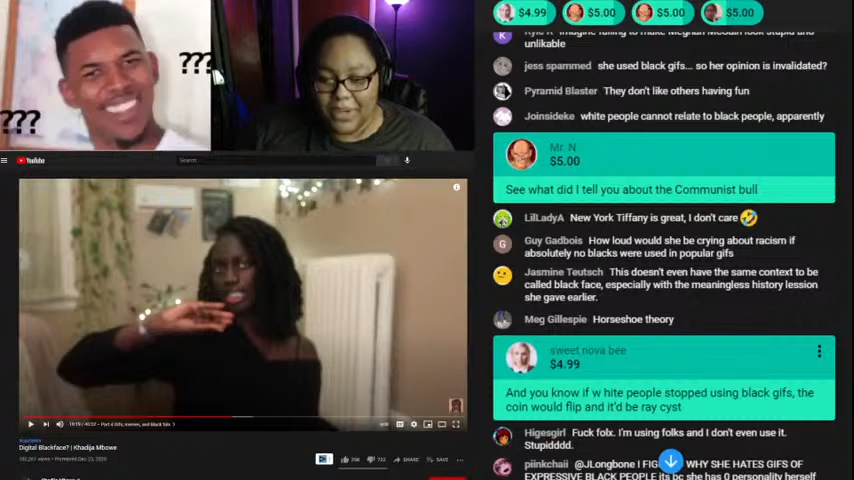 $4.99
$5.00
$5.00
$5.00
???
???
Kyle R imagine failing to make Meghan McCain look stupid and
unlikable
jess spammed she used black gifs... so her opinion is invalidated?
Pyramid Blaster They don't like others having fun
Joinsideke white people cannot relate to black people, apparently
Mr. N
$5.00
See what did I tell you about the Communist bull
LilLadyA New York Tiffany is great, I don't care 🤣
Guy Gadbois How loud would she be crying about racism if
absolutely no blacks were used in popular gifs
Jasmine Teutsch This doesn't even have the same context to be
called black face, especially with the meaningless history lession
she gave earlier.
Meg Gillespie Horseshoe theory
sweet nova bee
$4.99
And you know if w hite people stopped using black gifs, the
coin would flip and it'd be ray cyst
Higesgirl Fuck folx. I'm using folks and I don't even use it.
Stupidddd.
piinkchaii @JLongbone I FIG WHY SHE HATES GIFS OF
EXPRESSIVE BLACK PEOPLE its bc she has 0 personality herself
YouTube
Search
Digital Blackface? | Khadija Mbowe
SHARE
SAVE